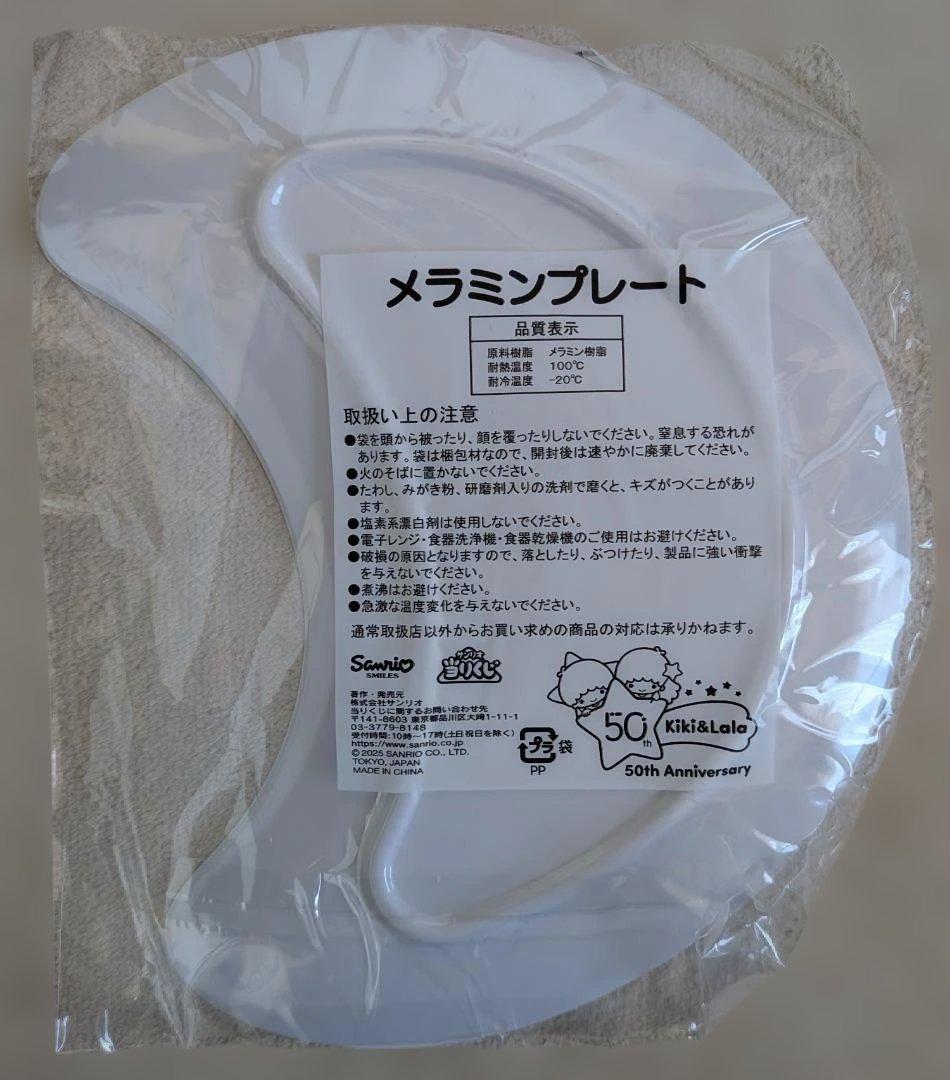 メラミンプレート
品質表示
原料樹脂 メラミン樹脂
耐熱温度 100℃
耐冷温度 -20℃
取扱い上の注意
●袋を頭から被ったり、顔を覆ったりしないでください。窒息する恐れが
あります。袋は梱包材なので、開封後は速やかに廃棄してください。
●火のそばに置かないでください。
●たわし、みがき粉、研磨剤入りの洗剤で磨くと、キズがつくことがあり
ます。
●塩素系漂白剤は使用しないでください。
●電子レンジ・食器洗浄機・食器乾燥機のご使用はお避けください。
●破損の原因となりますので、落としたり、ぶつけたり、製品に強い衝撃
を与えないでください。
●煮沸はお避けください。
●急激な温度変化を与えないでください。
通常取扱店以外からお買い求めの商品の対応は承りかねます。
Sanrio
SMILES
サンリオ
当りくじ
著作・発売元
株式会社サンリオ
当りくじに関するお問い合わせ先
〒141-8603 東京都品川区大崎1-11-1
03-3779-8148
受付時間:10時〜17時(土日祝日を除く)
https://www.sanrio.co.jp
© 2025 SANRIO CO., LTD.
TOKYO, JAPAN
MADE IN CHINA
プラ 袋
PP
50th
Kiki&Lala
50th Anniversary